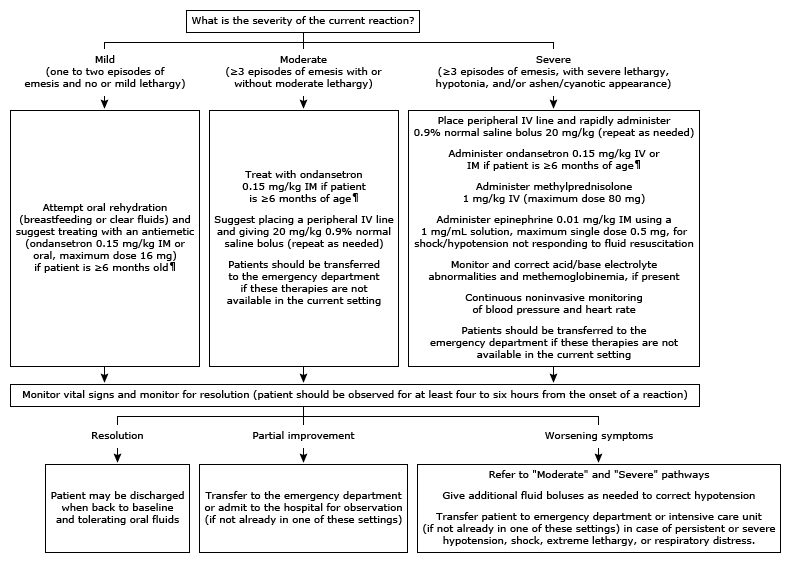 What is the severity of the current reaction?
Mild
(one to two episodes of
emesis and no or mild lethargy)
Moderate
(≥3 episodes of emesis with or
without moderate lethargy)
Severe
(≥3 episodes of emesis, with severe lethargy,
hypotonia, and/or ashen/cyanotic appearance)
Attempt oral rehydration
(breastfeeding or clear fluids) and
suggest treating with an antiemetic
(ondansetron 0.15 mg/kg IM or
oral, maximum dose 16 mg)
if patient is ≥6 months old¶
Treat with ondansetron
0.15 mg/kg IM if patient
is ≥6 months of age¶
Suggest placing a peripheral IV line
and giving 20 mg/kg 0.9% normal
saline bolus (repeat as needed)
Patients should be transferred
to the emergency department
if these therapies are not
available in the current setting
Place peripheral IV line and rapidly administer
0.9% normal saline bolus 20 mg/kg (repeat as needed)
Administer ondansetron 0.15 mg/kg IV or
IM if patient is ≥6 months of age¶
Administer methylprednisolone
1 mg/kg IV (maximum dose 80 mg)
Administer epinephrine 0.01 mg/kg IM using a
1 mg/mL solution, maximum single dose 0.5 mg, for
shock/hypotension not responding to fluid resuscitation
Monitor and correct acid/base electrolyte
abnormalities and methemoglobinemia, if present
Continuous noninvasive monitoring
of blood pressure and heart rate
Patients should be transferred to the
emergency department if these therapies are not
available in the current setting
Monitor vital signs and monitor for resolution (patient should be observed for at least four to six hours from the onset of a reaction)
Resolution
Partial improvement
Worsening symptoms
Patient may be discharged
when back to baseline
and tolerating oral fluids
Transfer to the emergency department
or admit to the hospital for observation
(if not already in one of these settings)
Refer to "Moderate" and "Severe" pathways
Give additional fluid boluses as needed to correct hypotension
Transfer patient to emergency department or intensive care unit
(if not already in one of these settings) in case of persistent or severe
hypotension, shock, extreme lethargy, or respiratory distress.